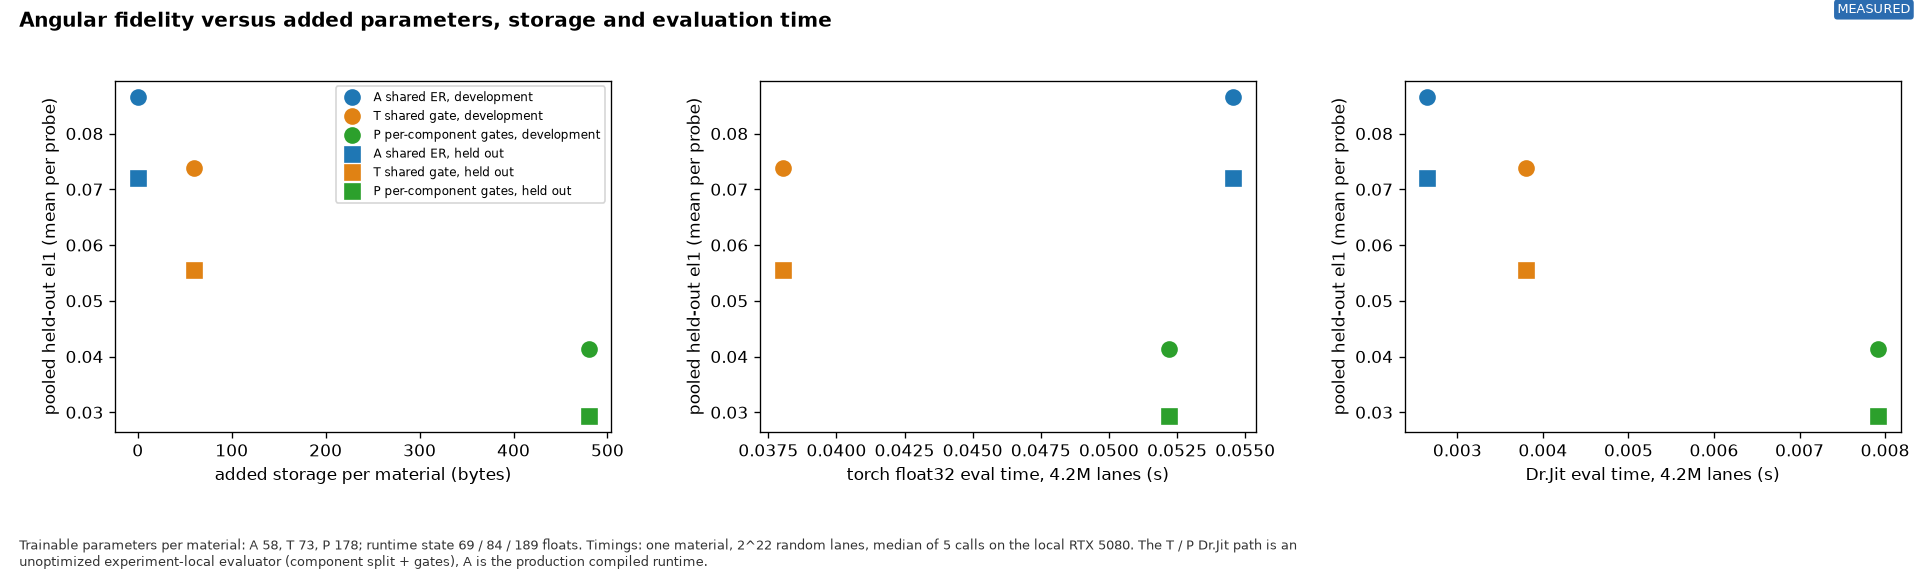 Angular fidelity versus added parameters, storage and evaluation time
MEASURED
pooled held-out el1 (mean per probe)
0.08
0.07
0.06
0.05
0.04
0.03
A shared ER, development
T shared gate, development
P per-component gates, development
A shared ER, held out
T shared gate, held out
P per-component gates, held out
0 100 200 300 400 500
added storage per material (bytes)
pooled held-out el1 (mean per probe)
0.08
0.07
0.06
0.05
0.04
0.03
0.0375 0.0400 0.0425 0.0450 0.0475 0.0500 0.0525 0.0550
torch float32 eval time, 4.2M lanes (s)
pooled held-out el1 (mean per probe)
0.08
0.07
0.06
0.05
0.04
0.03
0.003 0.004 0.005 0.006 0.007 0.008
Dr.Jit eval time, 4.2M lanes (s)
Trainable parameters per material: A 58, T 73, P 178; runtime state 69 / 84 / 189 floats. Timings: one material, 2^22 random lanes, median of 5 calls on the local RTX 5080. The T / P Dr.Jit path is an
unoptimized experiment-local evaluator (component split + gates), A is the production compiled runtime.